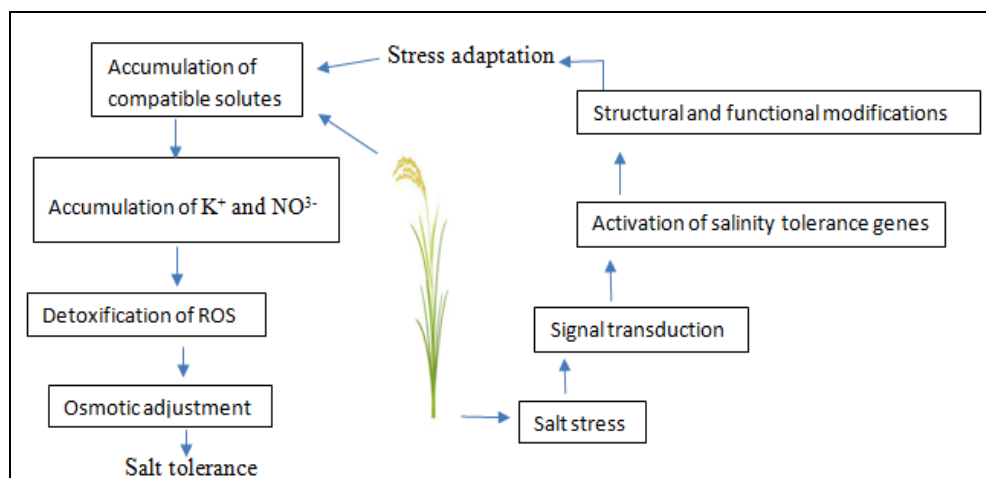 Accumulation of
compatible solutes
Stress adaptation
Structural and functional modifications
Accumulation of K⁺ and NO³⁻
Activation of salinity tolerance genes
Detoxification of ROS
Signal transduction
Osmotic adjustment
Salt stress
Salt tolerance